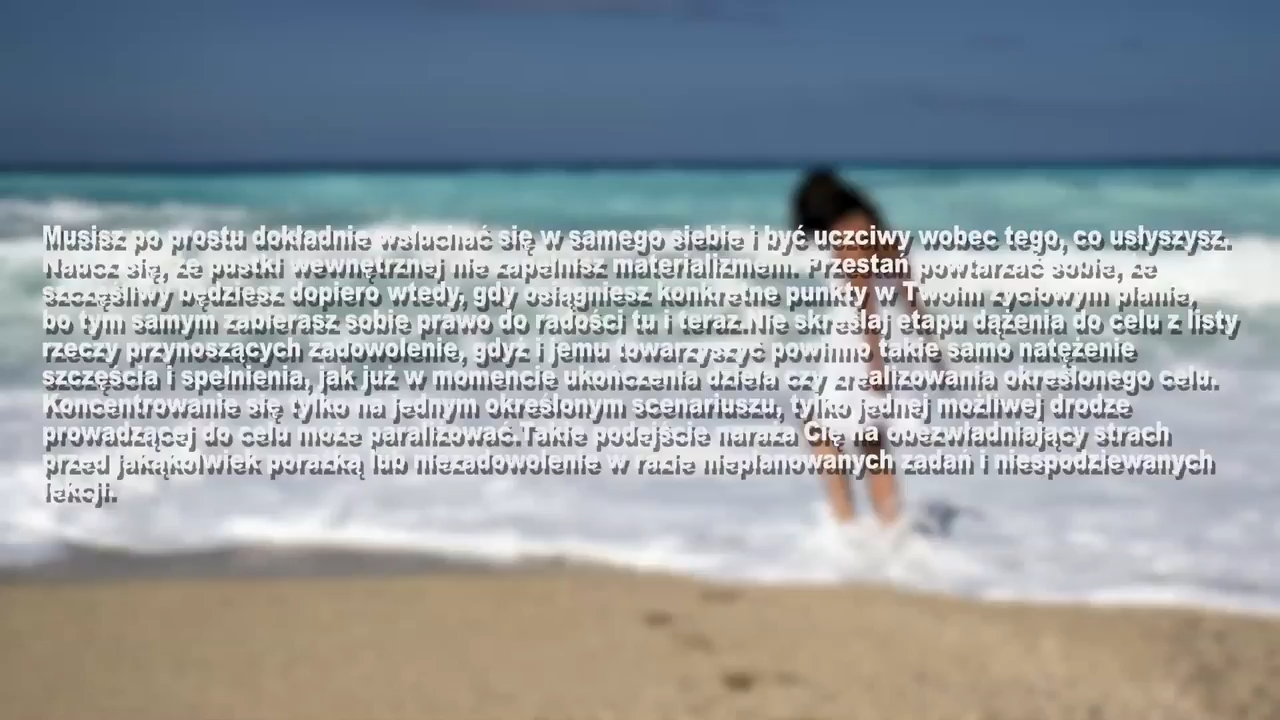 Musisz po prostu dokładnie wsłuchać się w samego siebie i być uczciwy wobec tego, co usłyszysz.
Naucz się, że pustki wewnętrznej nie zapełnisz materializmem. Przestań powtarzać sobie, że
szczęśliwy będziesz dopiero wtedy, gdy osiągniesz konkretne punkty w Twoim życiowym planie,
bo tym samym zabierasz sobie prawo do radości tu i teraz.Nie skreślaj etapu dążenia do celu z listy
rzeczy przynoszących zadowolenie, gdyż i jemu towarzyszyć powinno takie samo natężenie
szczęścia i spełnienia, jak już w momencie ukończenia dzieła czy zrealizowania określonego celu.
Koncentrowanie się tylko na jednym określonym scenariuszu, tylko jednej możliwej drodze
prowadzącej do celu może paraliżować.Takie podejście naraża Cię na obezwładniający strach
przed jakąkolwiek porażką lub niezadowolenie w razie nieplanowanych zadań i niespodziewanych
lekcji.